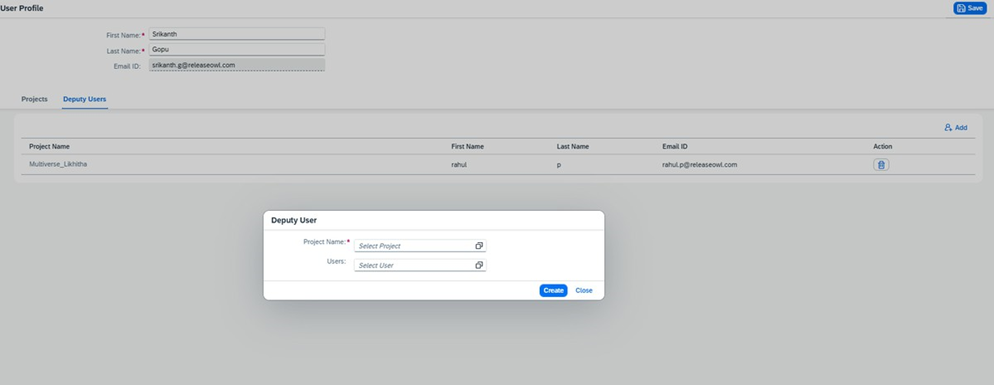 User Profile
Save
First Name:* Srikanth
Last Name:* Gopu
Email ID: srikanth.g@releaseowl.com
Projects Deputy Users
Add
Project Name First Name Last Name Email ID Action
Multiverse_Likhitha rahul p rahul.p@releaseowl.com
Deputy User
Project Name:* Select Project
Users: Select User
Create Close